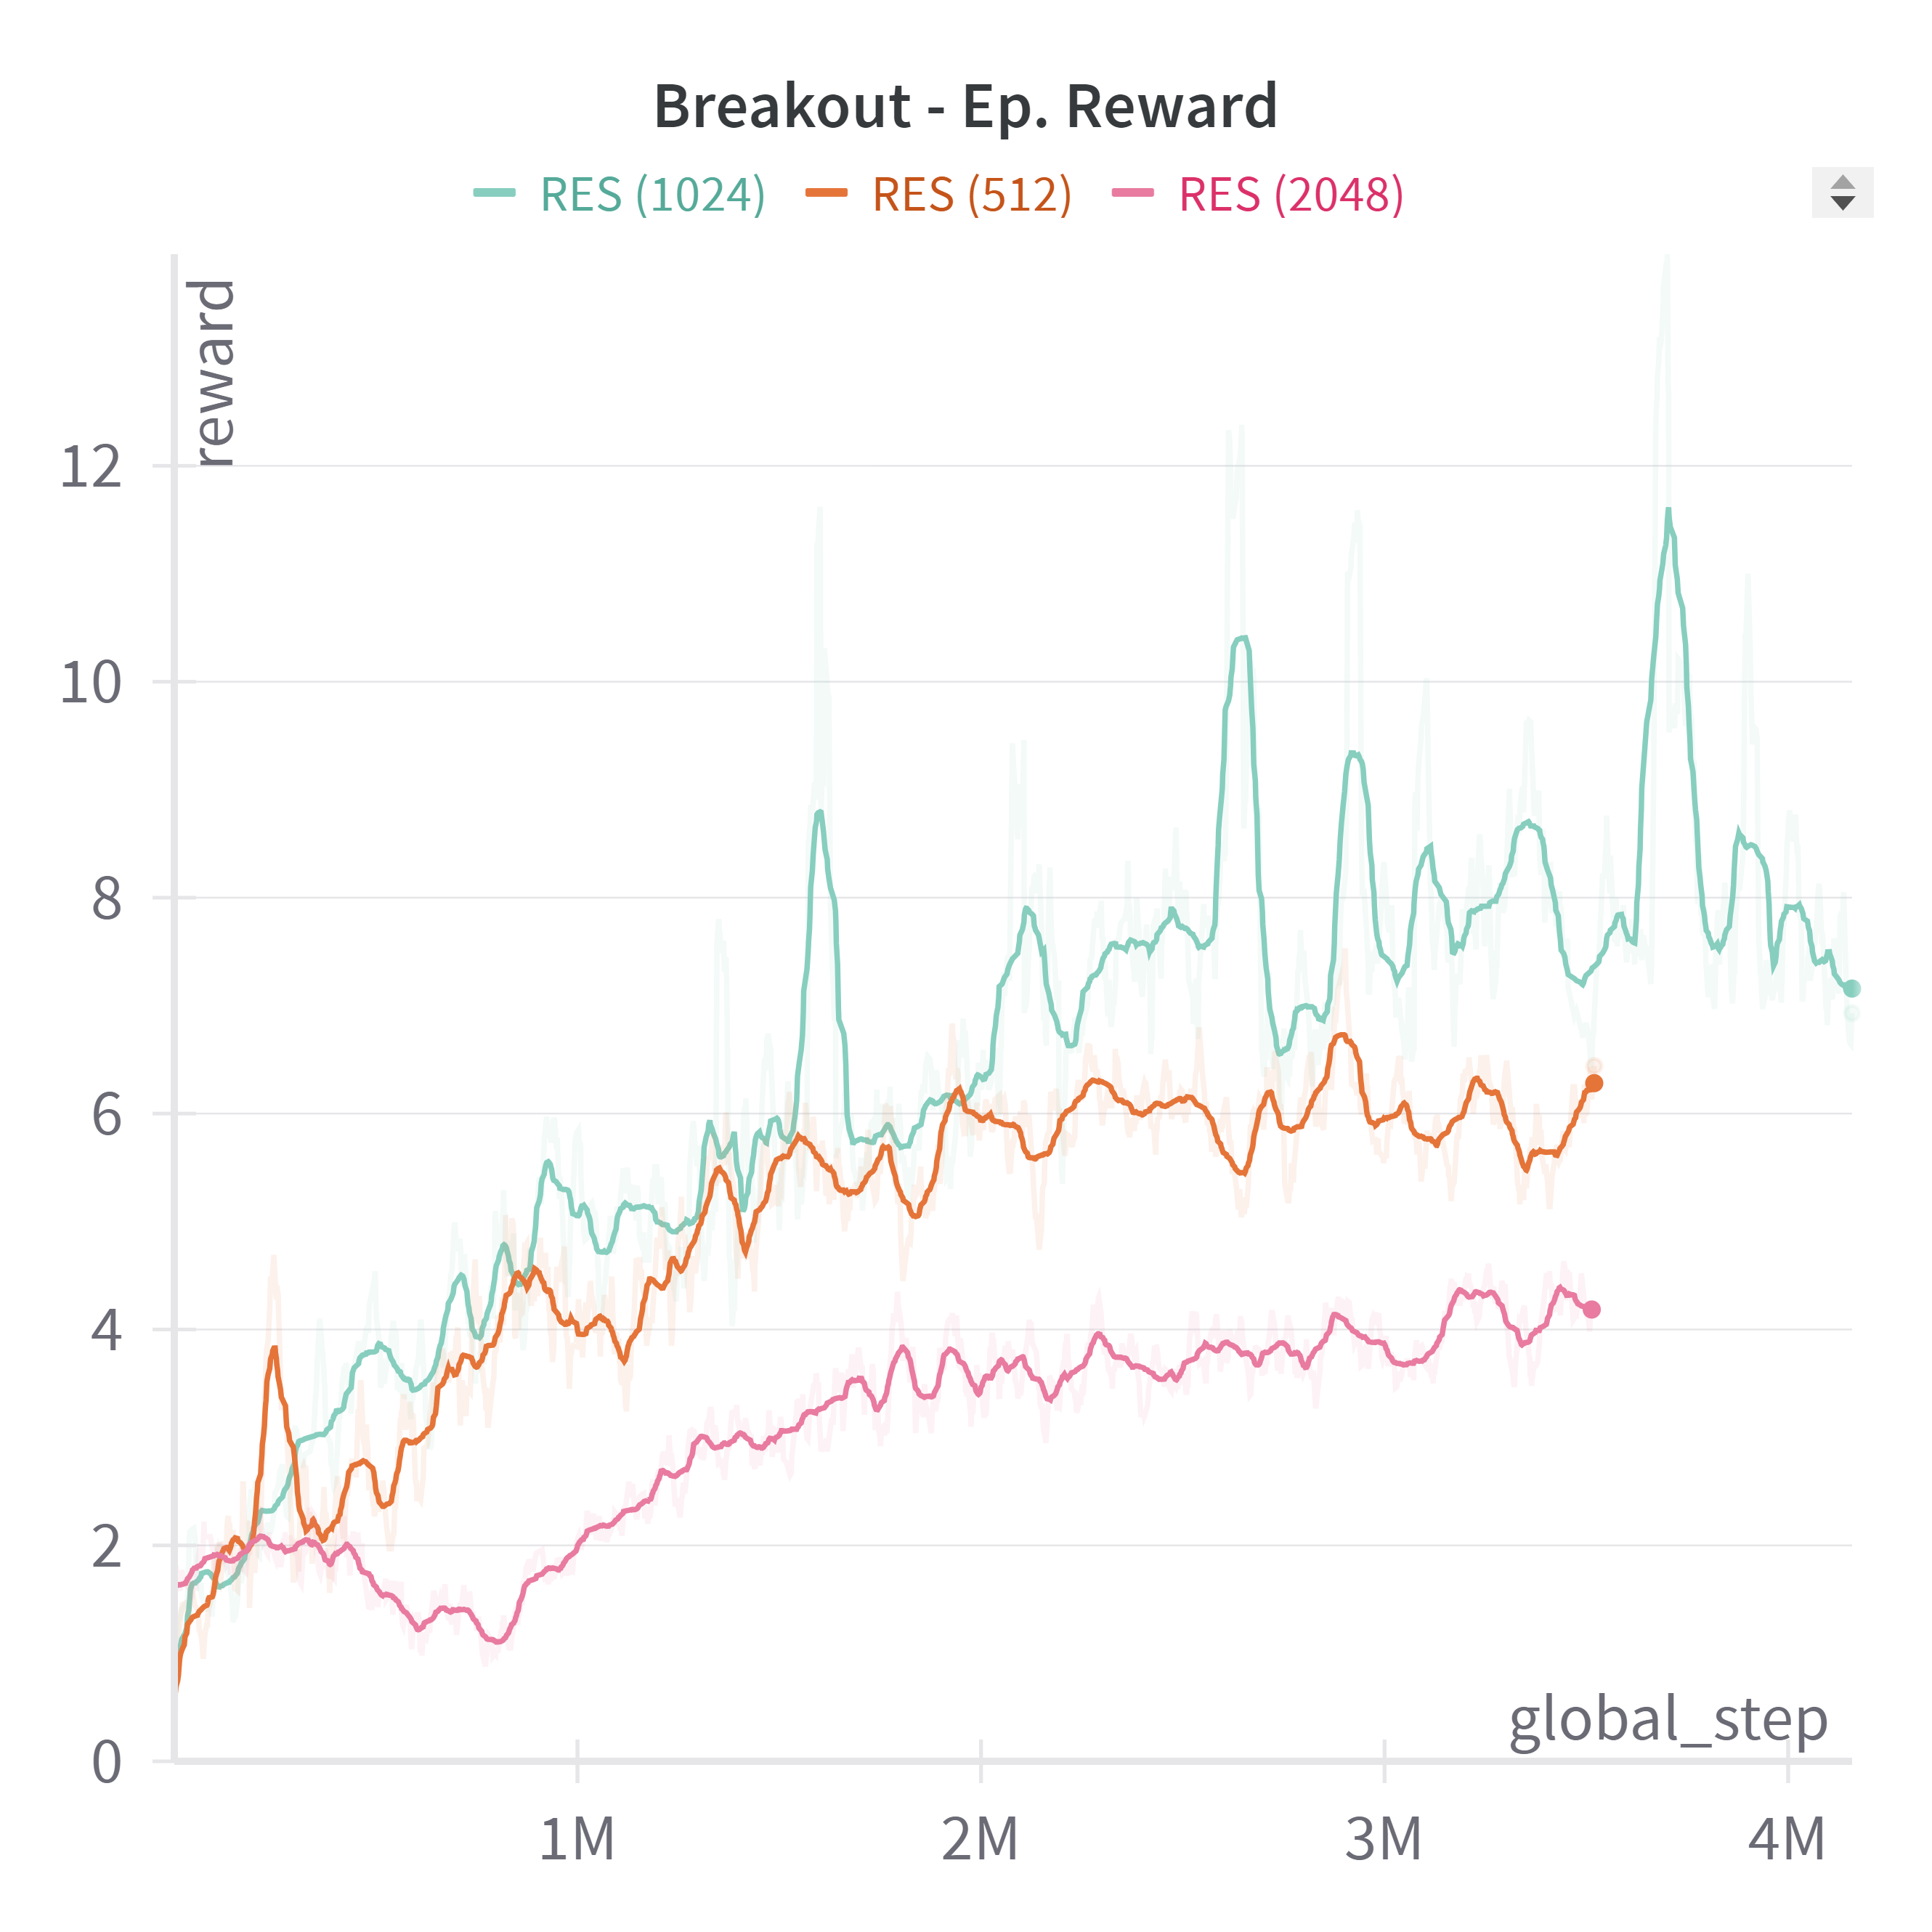 Breakout - Ep. Reward
RES (1024) RES (512) RES (2048)
reward
12
10
8
6
4
2
0
global_step
1M 2M 3M 4M